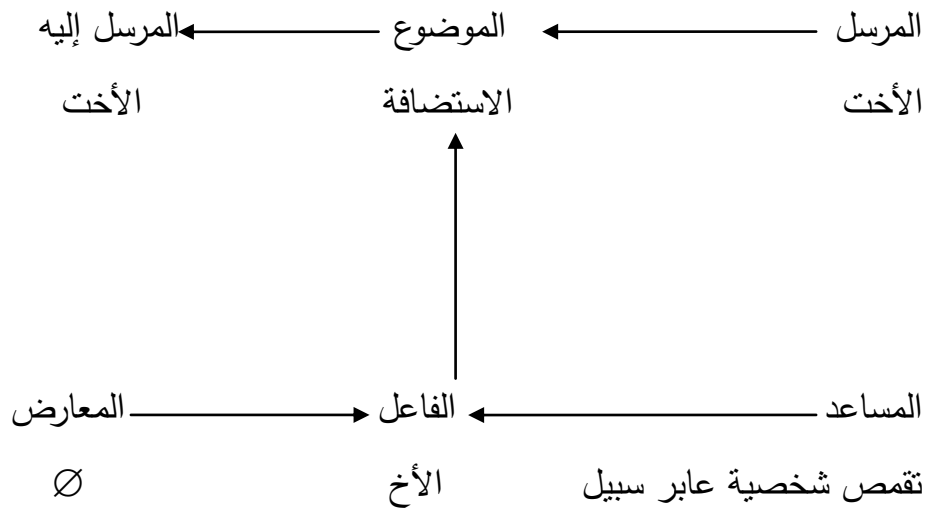 المرسل الموضوع المرسل إليه
الأخت الاستضافة الأخت
المساعد الفاعل المعارض
تقمص شخصية عابر سبيل الأخ ∅